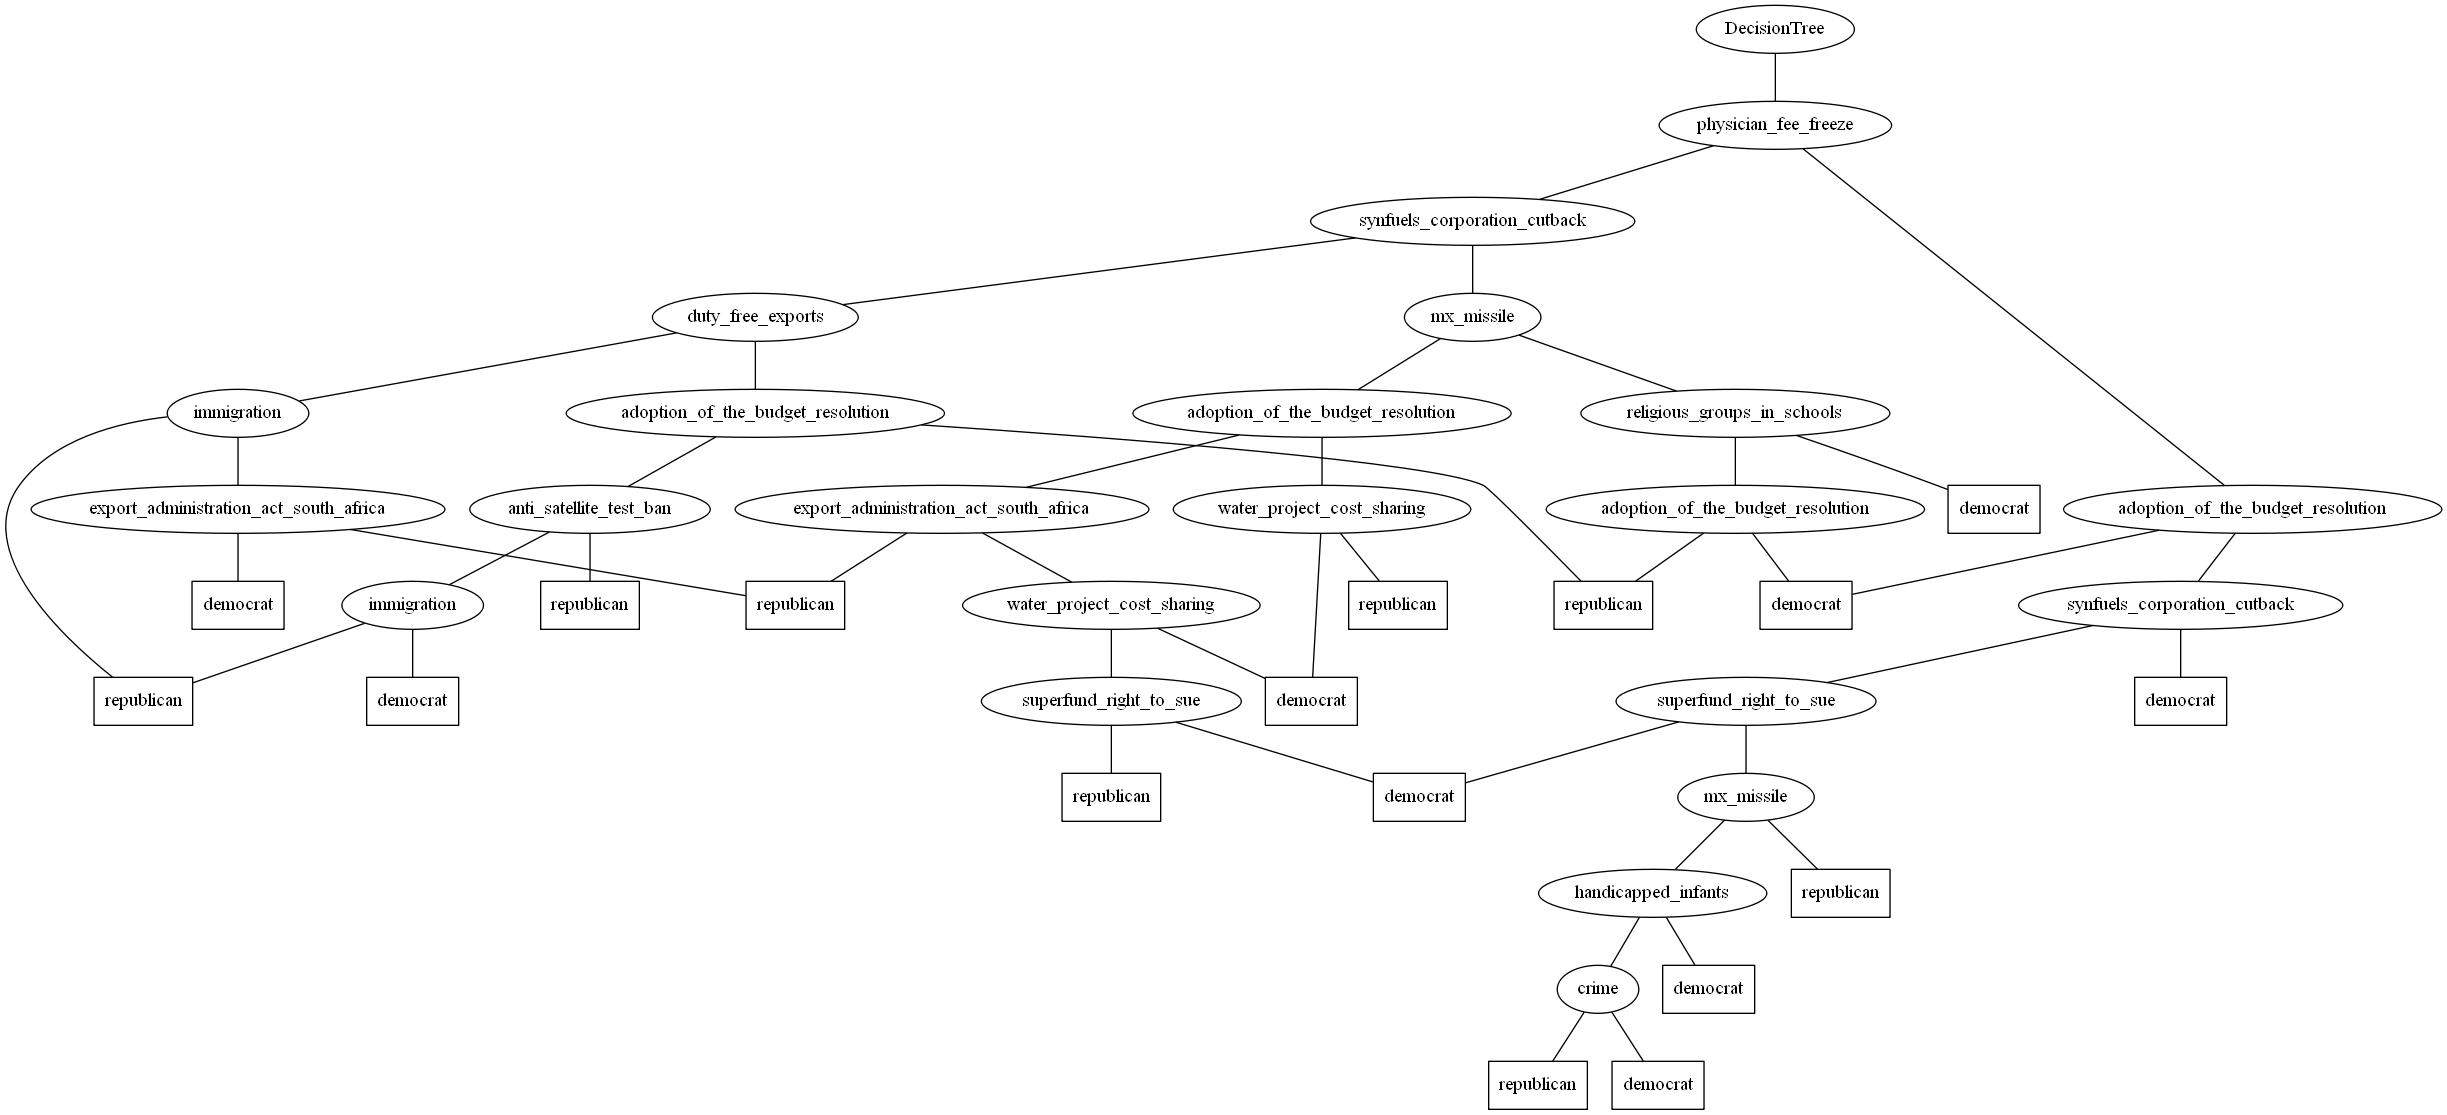 DecisionTree
physician_fee_freeze
synfuels_corporation_cutback
duty_free_exports
mx_missile
immigration
adoption_of_the_budget_resolution
adoption_of_the_budget_resolution
religious_groups_in_schools
export_administration_act_south_africa
anti_satellite_test_ban
export_administration_act_south_africa
water_project_cost_sharing
adoption_of_the_budget_resolution
democrat
adoption_of_the_budget_resolution
democrat
immigration
republican
republican
water_project_cost_sharing
republican
republican
democrat
synfuels_corporation_cutback
republican
democrat
superfund_right_to_sue
democrat
superfund_right_to_sue
democrat
republican
democrat
mx_missile
handicapped_infants
republican
crime
democrat
republican
democrat